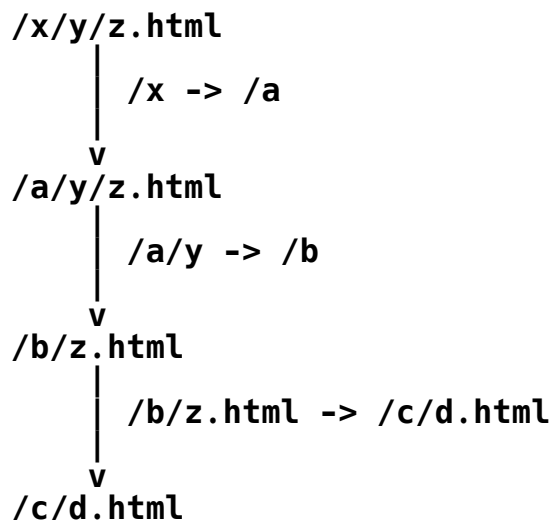 /x/y/z.html
/x -> /a
v
/a/y/z.html
/a/y -> /b
v
/b/z.html
/b/z.html -> /c/d.html
v
/c/d.html